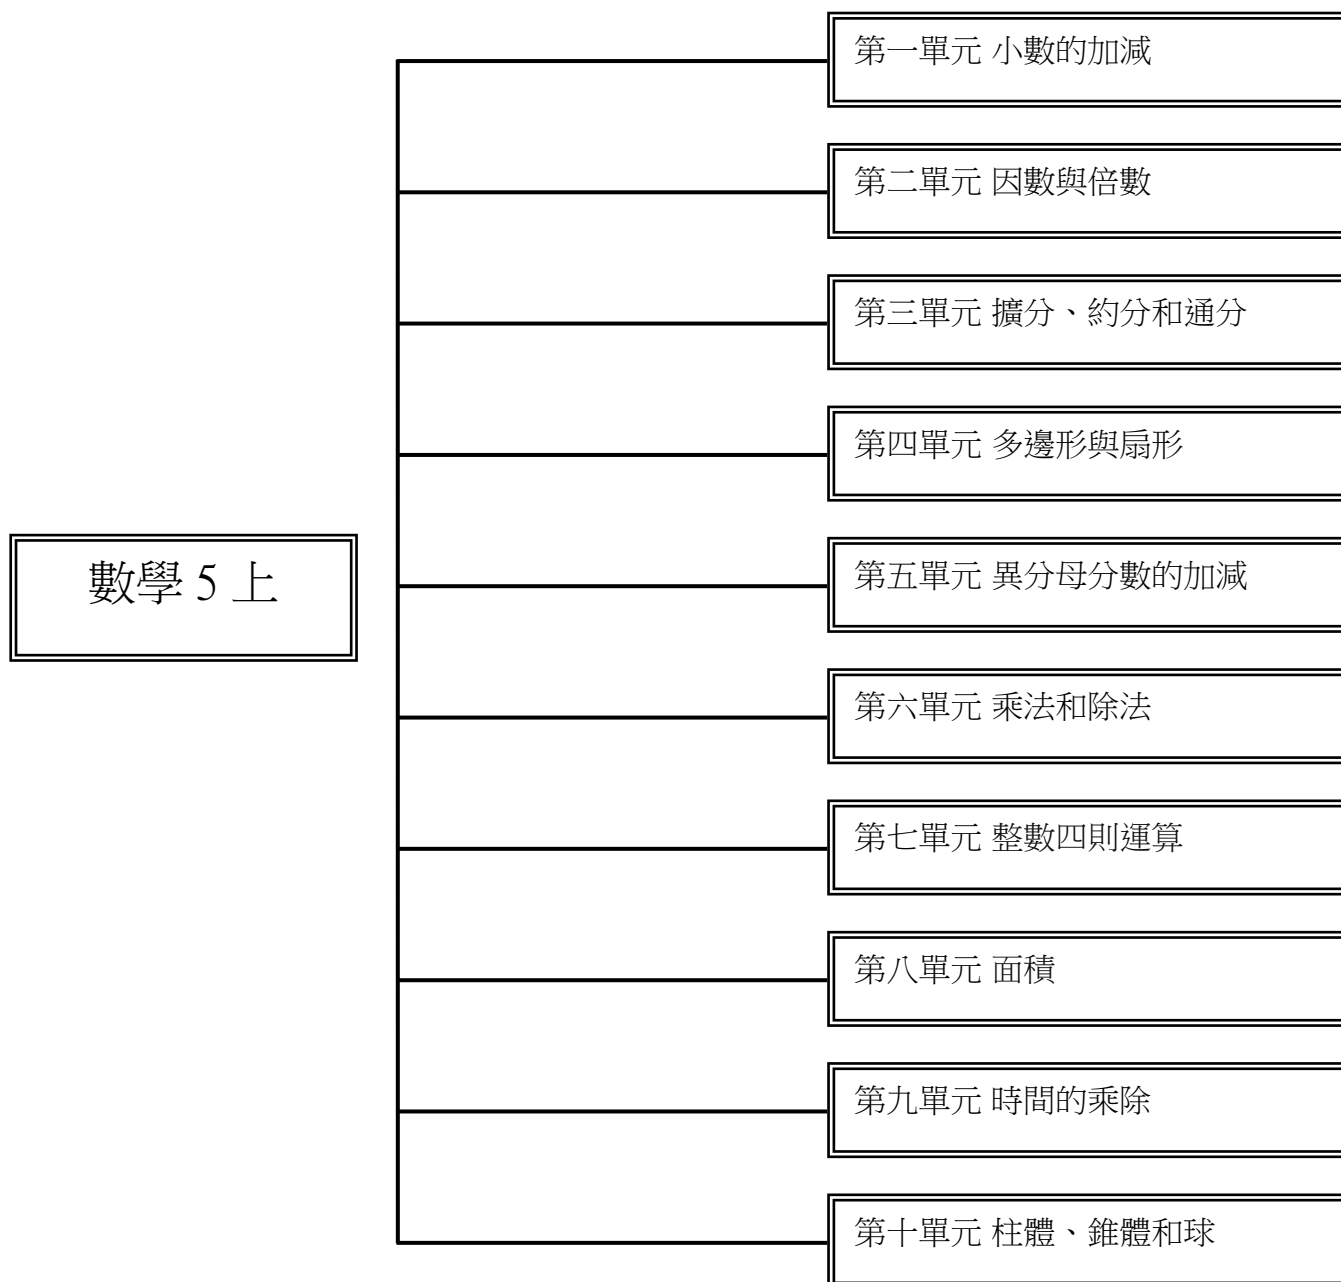 第一單元 小數的加減
第二單元 因數與倍數
第三單元 擴分、約分和通分
第四單元 多邊形與扇形
第五單元 異分母分數的加減
數學 5 上
第六單元 乘法和除法
第七單元 整數四則運算
第八單元 面積
第九單元 時間的乘除
第十單元 柱體、錐體和球